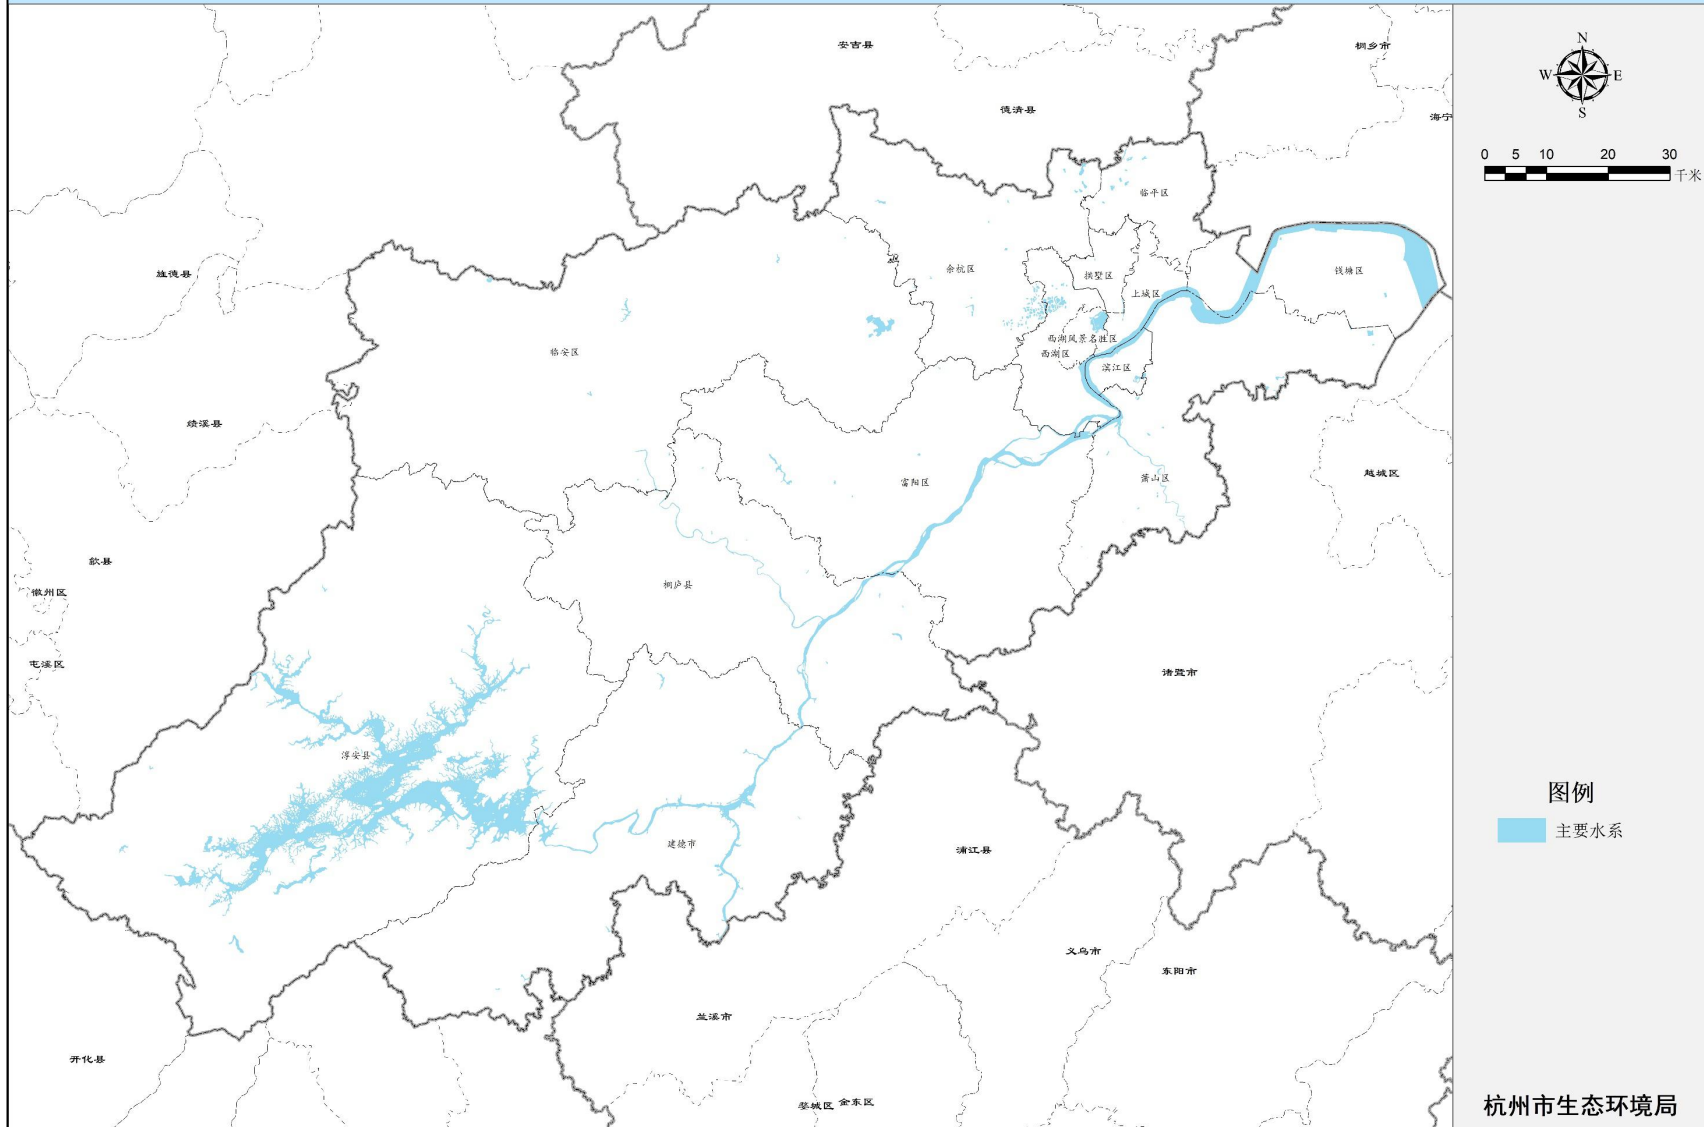 安吉县
桐乡市
德清县
海宁
临平区
旌德县
余杭区
拱墅区
钱塘区
上城区
西湖风景名胜区
西湖区
临安区
滨江区
绩溪县
越城区
富阳区
萧山区
歙县
徽州区
桐庐县
屯溪区
诸暨市
淳安县
建德市
浦江县
义乌市
东阳市
兰溪市
开化县
婺城区
金东区
N
W E
S
0 5 10 20 30
千米
图例
主要水系
杭州市生态环境局